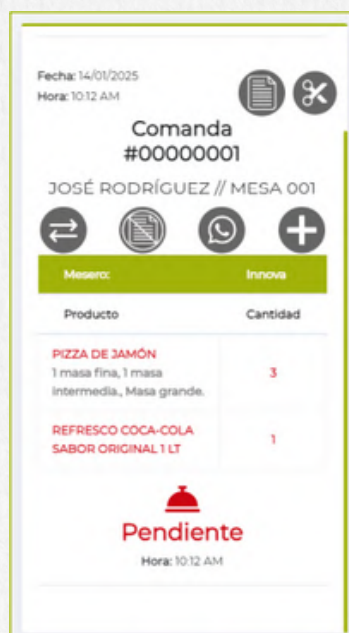 Fecha: 14/01/2025
Hora: 10:12 AM
Comanda
#00000001
JOSÉ RODRÍGUEZ // MESA 001
Mesero: Innova
Producto Cantidad
PIZZA DE JAMÓN
1 masa fina, 1 masa
intermedia., Masa grande.
3
REFRESCO COCA-COLA
SABOR ORIGINAL 1 LT
1
Pendiente
Hora: 10:12 AM